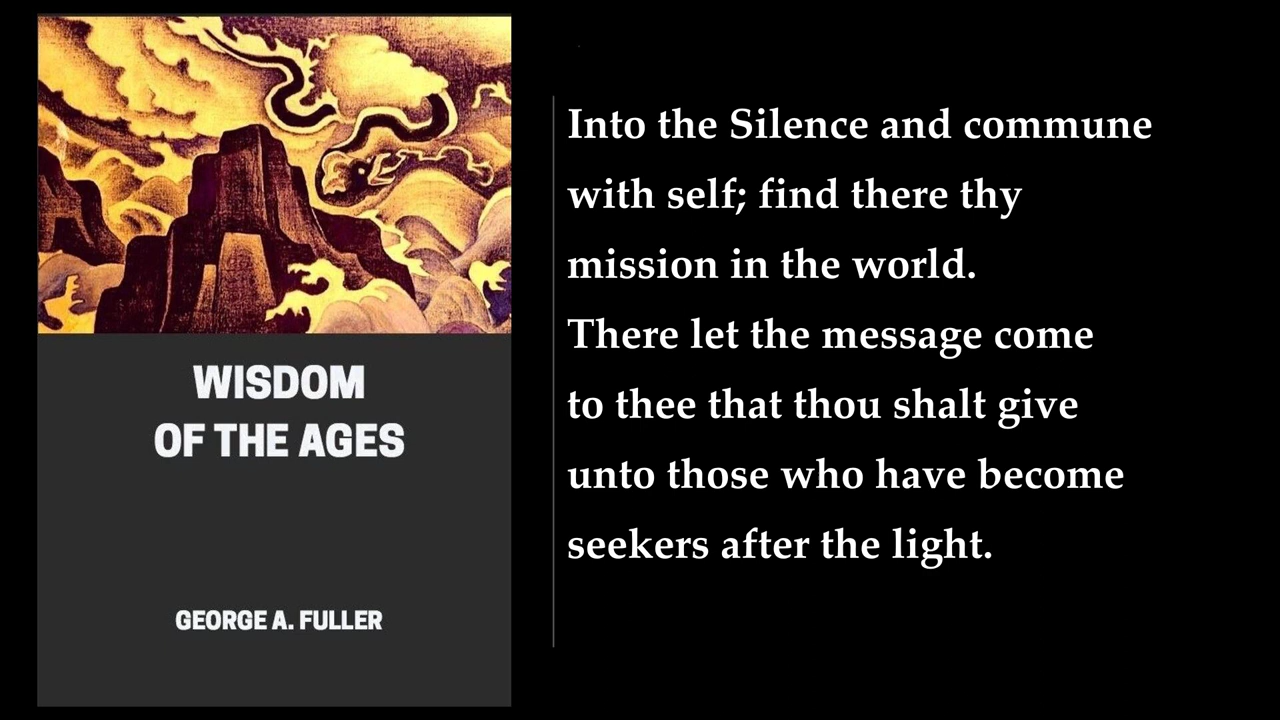 WISDOM
OF THE AGES
GEORGE A. FULLER
Into the Silence and commune
with self; find there thy
mission in the world.
There let the message come
to thee that thou shalt give
unto those who have become
seekers after the light.